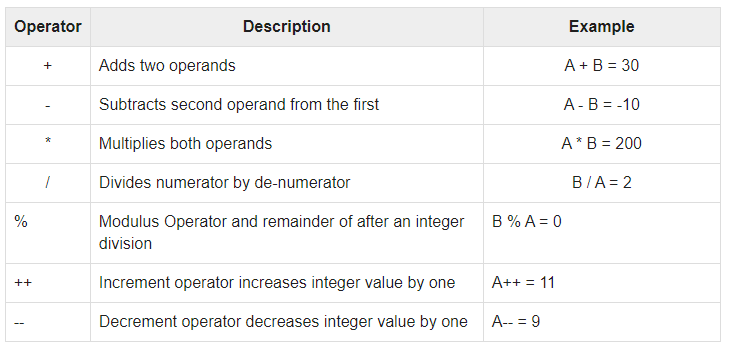 Operator Description Example
+ Adds two operands A + B = 30
- Subtracts second operand from the first A - B = -10
* Multiplies both operands A * B = 200
/ Divides numerator by de-numerator B / A = 2
% Modulus Operator and remainder of after an integer B % A = 0
division
++ Increment operator increases integer value by one A++ = 11
-- Decrement operator decreases integer value by one A-- = 9